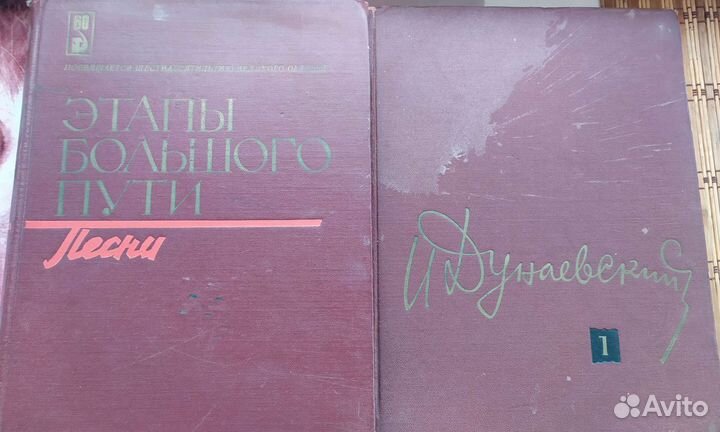 60
ПОСВЯЩАЕТСЯ ШЕСТИДЕСЯТИЛЕТИЮ ВЕЛИКОГО ОКТЯБРЯ
ЭТАПЫ
БОЛЬШОГО
ПУТИ
Песни
И Дунаевский
1
Avito